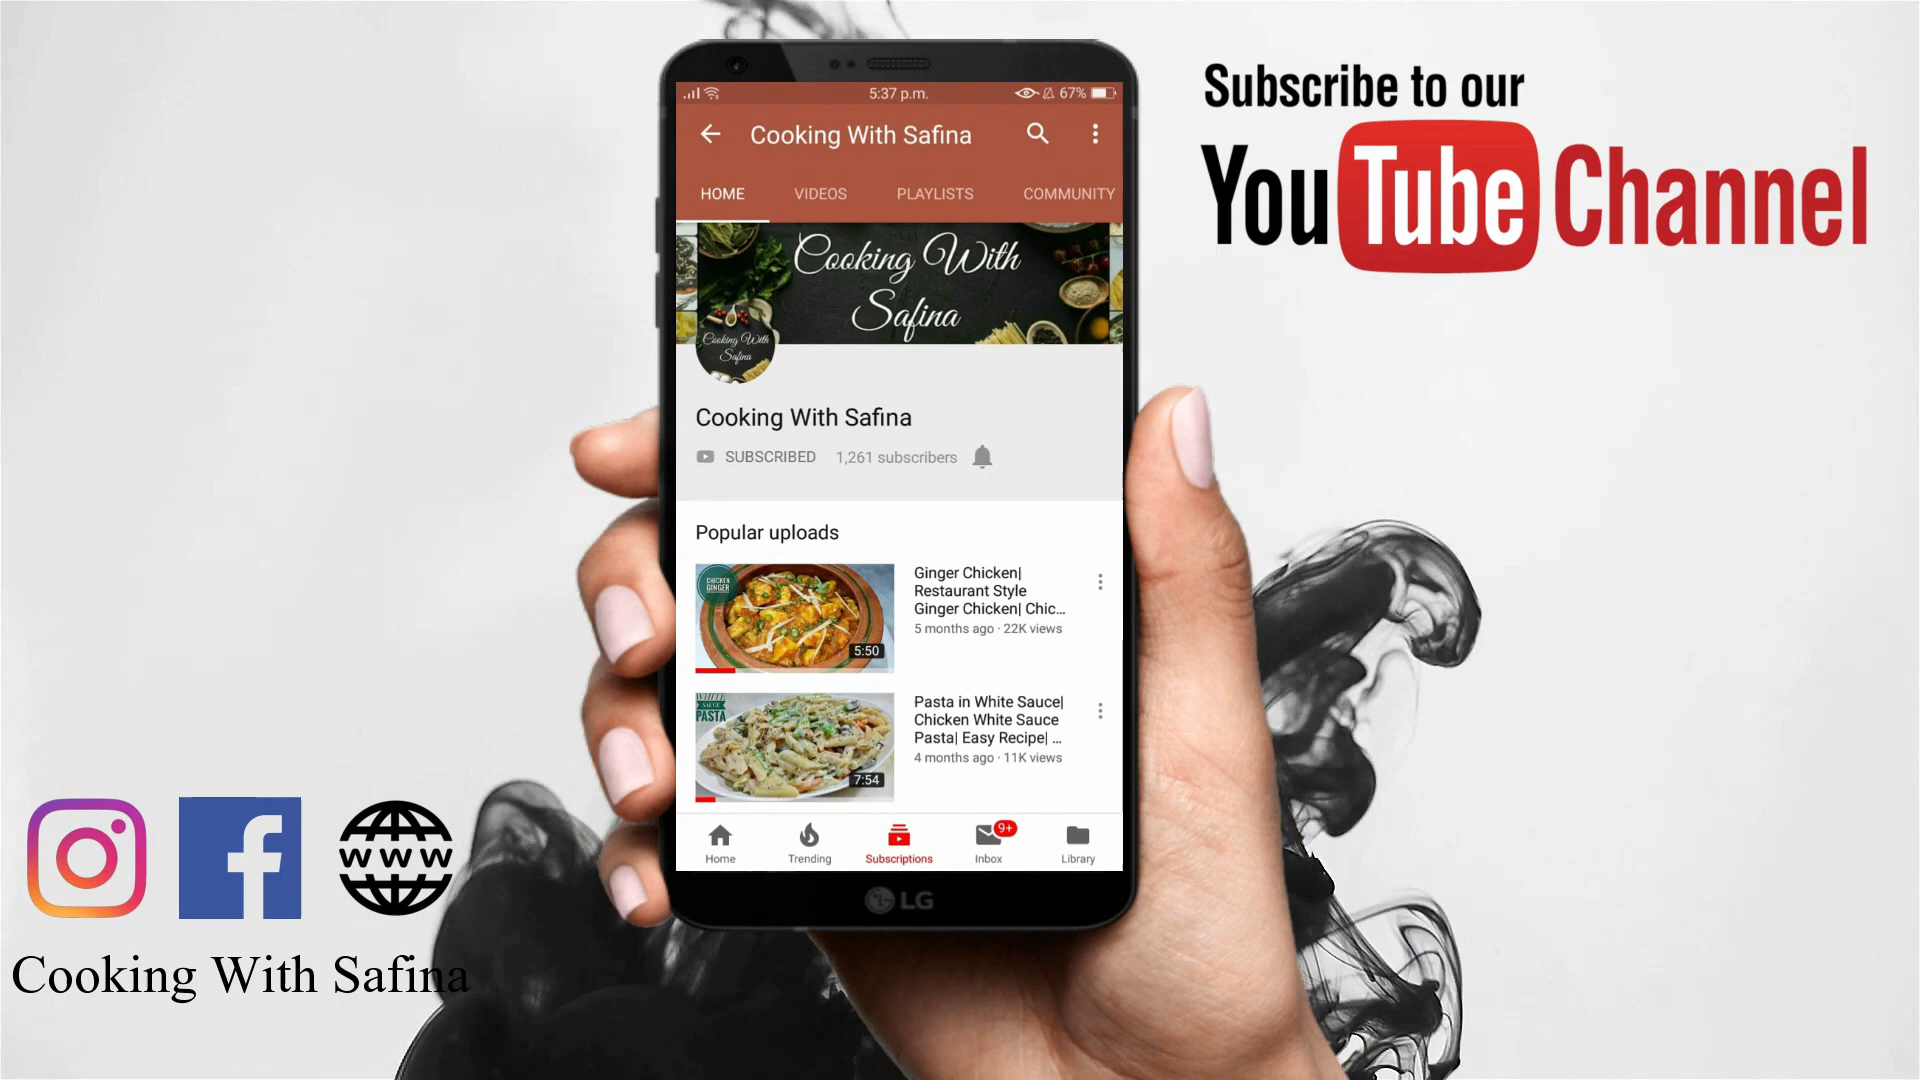 Subscribe to our
YouTube Channel
5:37 p.m.
67%
Cooking With Safina
HOME
VIDEOS
PLAYLISTS
COMMUNITY
Cooking With
Safina
Cooking With
Safina
Cooking With Safina
SUBSCRIBED
1,261 subscribers
Popular uploads
CHICKEN
GINGER
5:50
Ginger Chicken|
Restaurant Style
Ginger Chicken| Chic...
5 months ago · 22K views
WHITE
SAUCE
PASTA
7:54
Pasta in White Sauce|
Chicken White Sauce
Pasta| Easy Recipe| ...
4 months ago · 11K views
9+
Home
Trending
Subscriptions
Inbox
Library
LG
f
WWW
Cooking With Safina